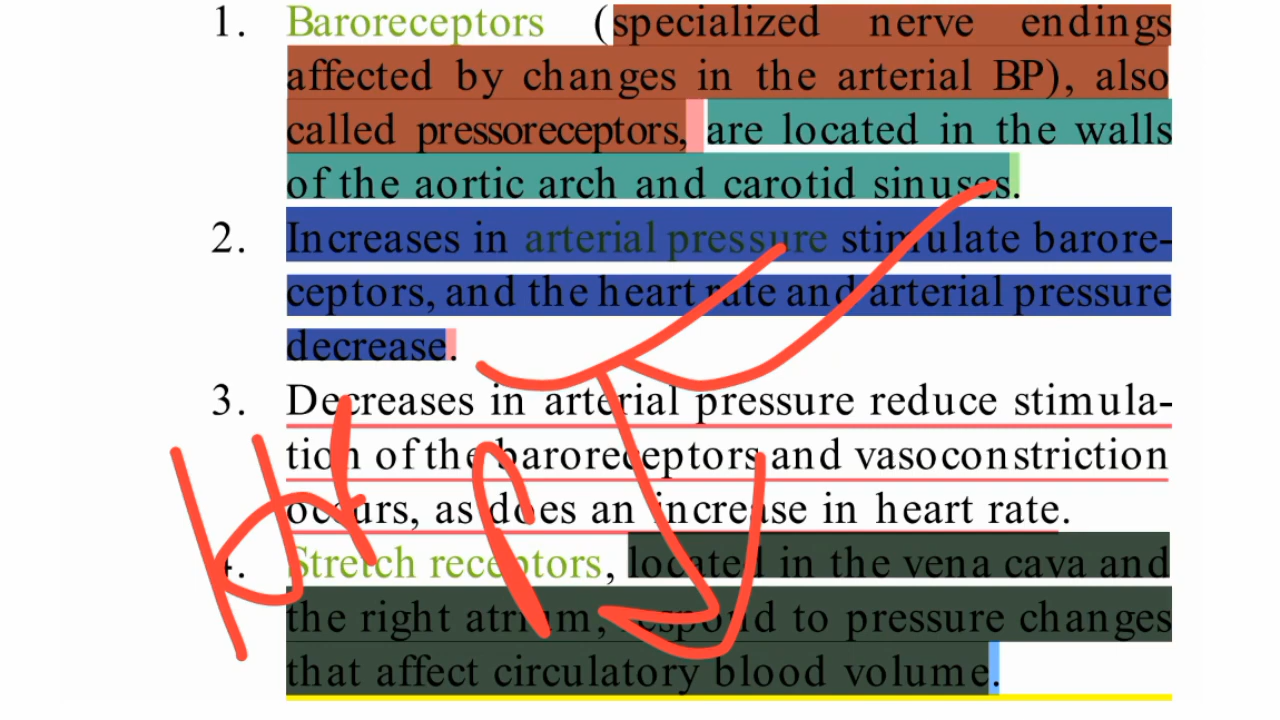 1. Baroreceptors (specialized nerve endings
affected by changes in the arterial BP), also
called pressoreceptors, are located in the walls
of the aortic arch and carotid sinuses.
2. Increases in arterial pressure stimulate barore-
ceptors, and the heart rate and arterial pressure
decrease.
3. Decreases in arterial pressure reduce stimula-
tion of the baroreceptors and vasoconstriction
occurs, as does an increase in heart rate.
4. Stretch receptors, located in the vena cava and
the right atrium, respond to pressure changes
that affect circulatory blood volume.